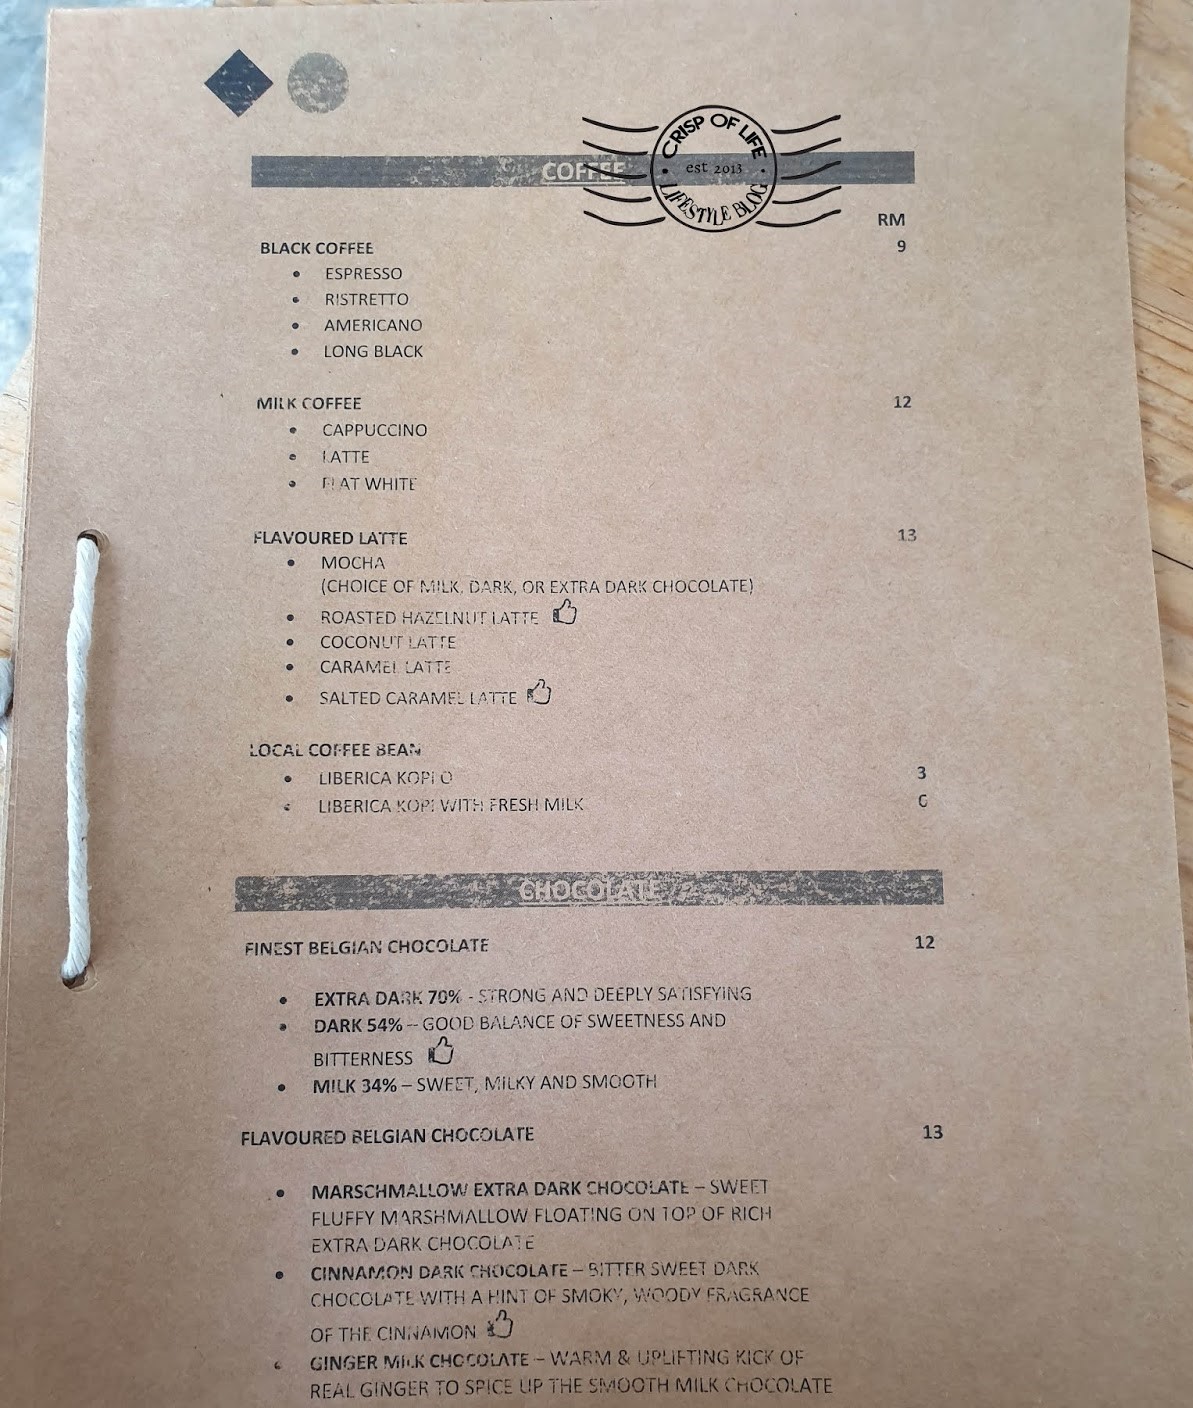 COFFEE
CRISP OF LIFE
est 2013
LIFESTYLE BLOG
RM
BLACK COFFEE 9
• ESPRESSO
• RISTRETTO
• AMERICANO
• LONG BLACK
MILK COFFEE 12
• CAPPUCCINO
• LATTE
• FLAT WHITE
FLAVOURED LATTE 13
• MOCHA
(CHOICE OF MILK, DARK, OR EXTRA DARK CHOCOLATE)
• ROASTED HAZELNUT LATTE
• COCONUT LATTE
• CARAMEL LATTE
• SALTED CARAMEL LATTE
LOCAL COFFEE BEAN
• LIBERICA KOPI O 3
• LIBERICA KOPI WITH FRESH MILK 6
CHOCOLATE
FINEST BELGIAN CHOCOLATE 12
• EXTRA DARK 70% - STRONG AND DEEPLY SATISFYING
• DARK 54% – GOOD BALANCE OF SWEETNESS AND
BITTERNESS
• MILK 34% – SWEET, MILKY AND SMOOTH
FLAVOURED BELGIAN CHOCOLATE 13
• MARSCHMALLOW EXTRA DARK CHOCOLATE – SWEET
FLUFFY MARSHMALLOW FLOATING ON TOP OF RICH
EXTRA DARK CHOCOLATE
• CINNAMON DARK CHOCOLATE – BITTER SWEET DARK
CHOCOLATE WITH A HINT OF SMOKY, WOODY FRAGRANCE
OF THE CINNAMON
• GINGER MILK CHOCOLATE – WARM & UPLIFTING KICK OF
REAL GINGER TO SPICE UP THE SMOOTH MILK CHOCOLATE